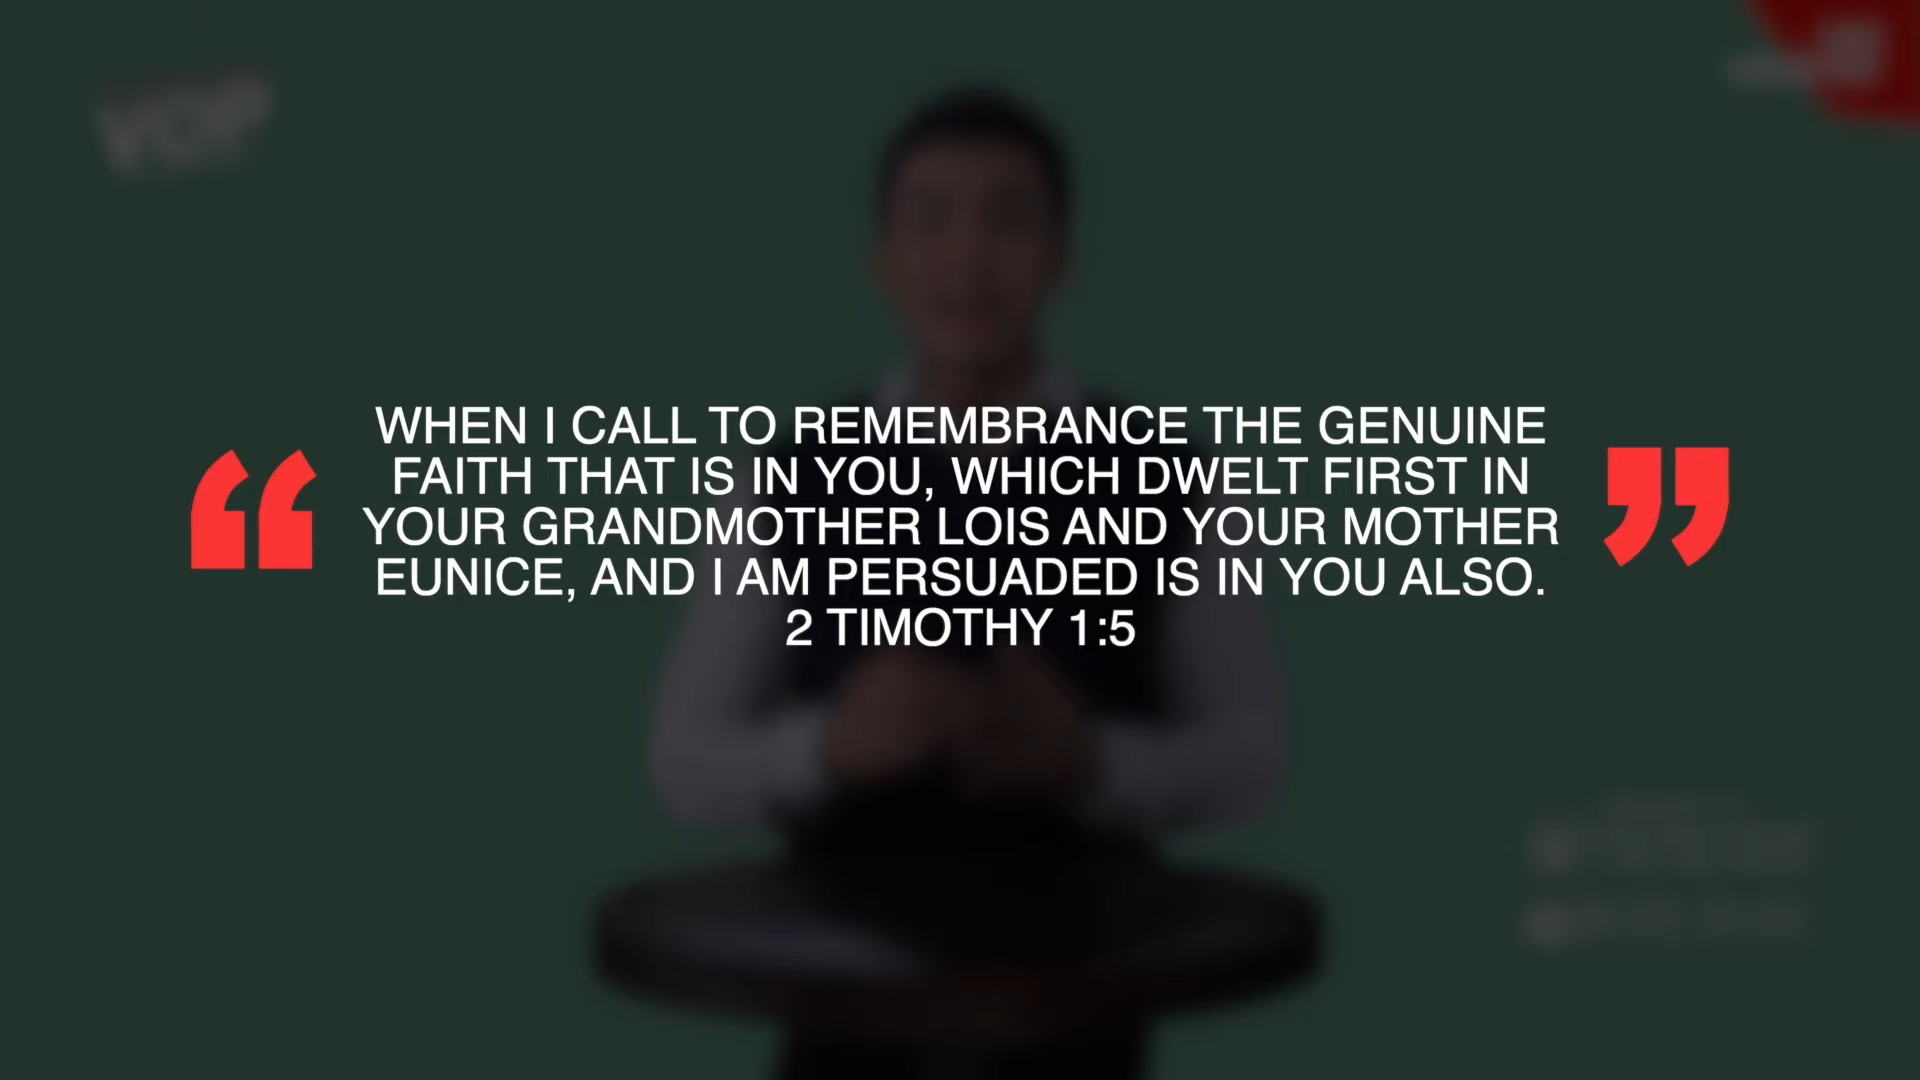 VOP
WHEN I CALL TO REMEMBRANCE THE GENUINE
FAITH THAT IS IN YOU, WHICH DWELT FIRST IN
YOUR GRANDMOTHER LOIS AND YOUR MOTHER
EUNICE, AND I AM PERSUADED IS IN YOU ALSO.
2 TIMOTHY 1:5